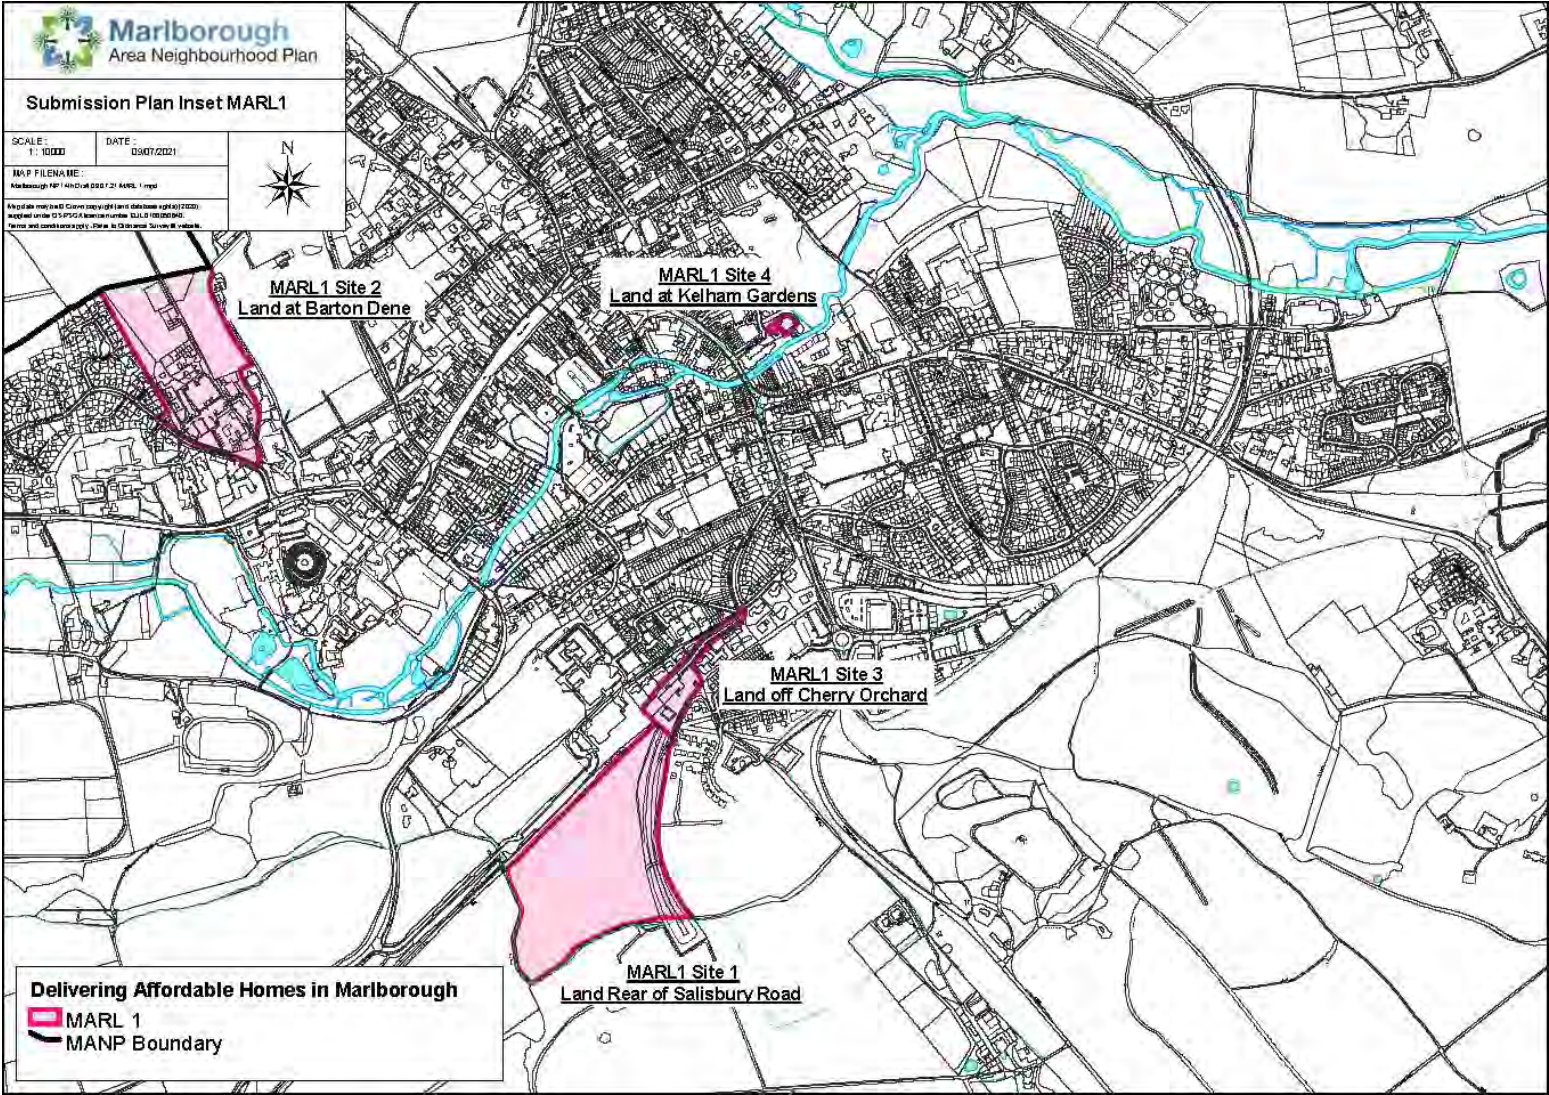 Marlborough
Area Neighbourhood Plan
Submission Plan Inset MARL1
SCALE:
1: 10000
DATE:
09/07/2021
N
MAP FILENAME:
MARL1 Site 2
Land at Barton Dene
MARL1 Site 4
Land at Kelham Gardens
MARL1 Site 3
Land off Cherry Orchard
MARL1 Site 1
Land Rear of Salisbury Road
Delivering Affordable Homes in Marlborough
MARL 1
MANP Boundary